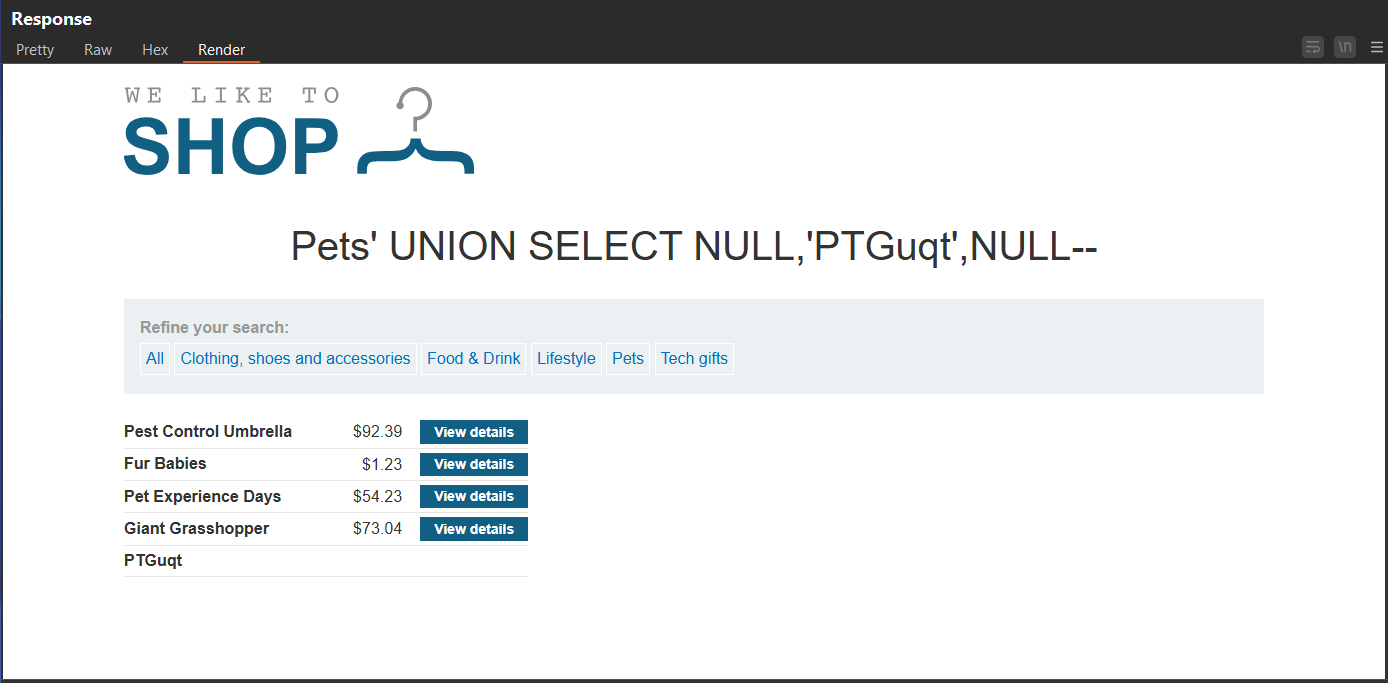 Response
Pretty Raw Hex Render \n
WE LIKE TO
SHOP
Pets' UNION SELECT NULL,'PTGuqt',NULL--
Refine your search:
All Clothing, shoes and accessories Food & Drink Lifestyle Pets Tech gifts
Pest Control Umbrella $92.39 View details
Fur Babies $1.23 View details
Pet Experience Days $54.23 View details
Giant Grasshopper $73.04 View details
PTGuqt